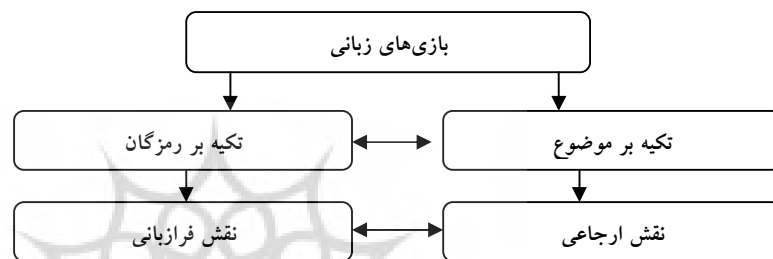 بازی‌های زبانی
تکیه بر موضوع
تکیه بر رمزگان
نقش ارجاعی
نقش فرازبانی